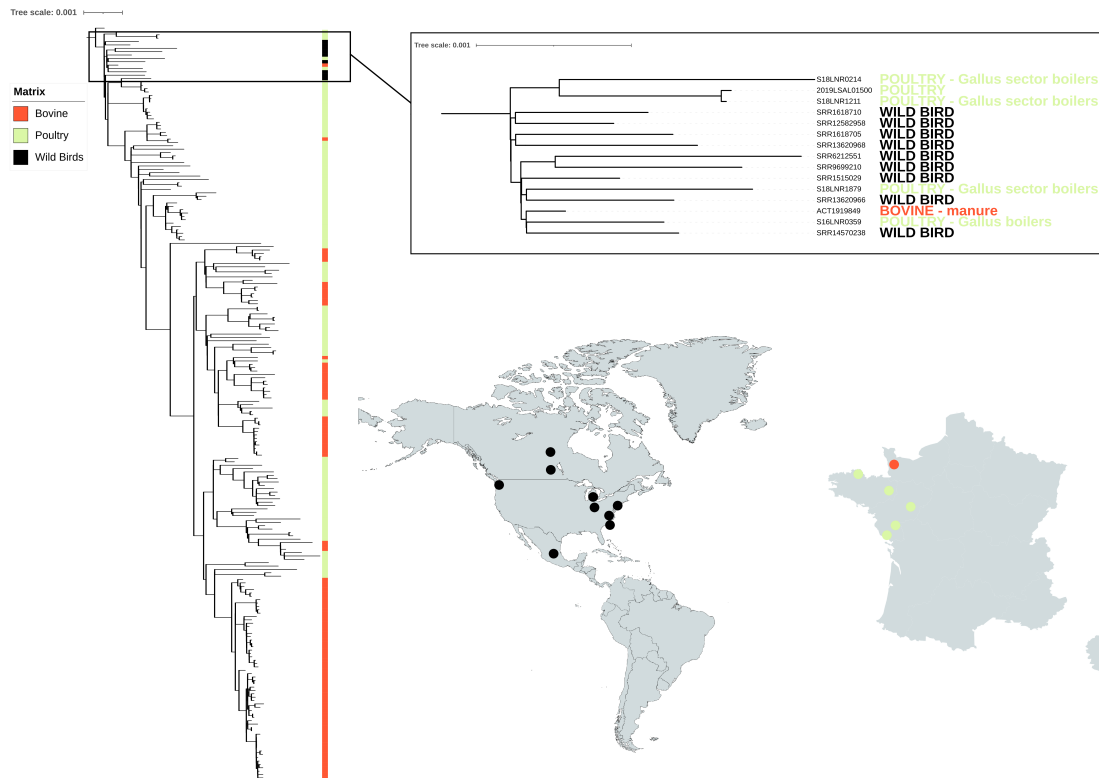 Tree scale: 0.001
Matrix
Bovine
Poultry
Wild Birds
Tree scale: 0.001
S18LNR0214 POULTRY - Gallus sector boilers
2019LSAL01500 POULTRY
S18LNR1211 POULTRY - Gallus sector boilers
SRR1618710 WILD BIRD
SRR12582958 WILD BIRD
SRR1618705 WILD BIRD
SRR13620968 WILD BIRD
SRR6212551 WILD BIRD
SRR9699210 WILD BIRD
SRR1515029 WILD BIRD
S18LNR1879 POULTRY - Gallus sector boilers
SRR13620966 WILD BIRD
ACT1919849 BOVINE - manure
S16LNR0359 POULTRY - Gallus boilers
SRR14570238 WILD BIRD